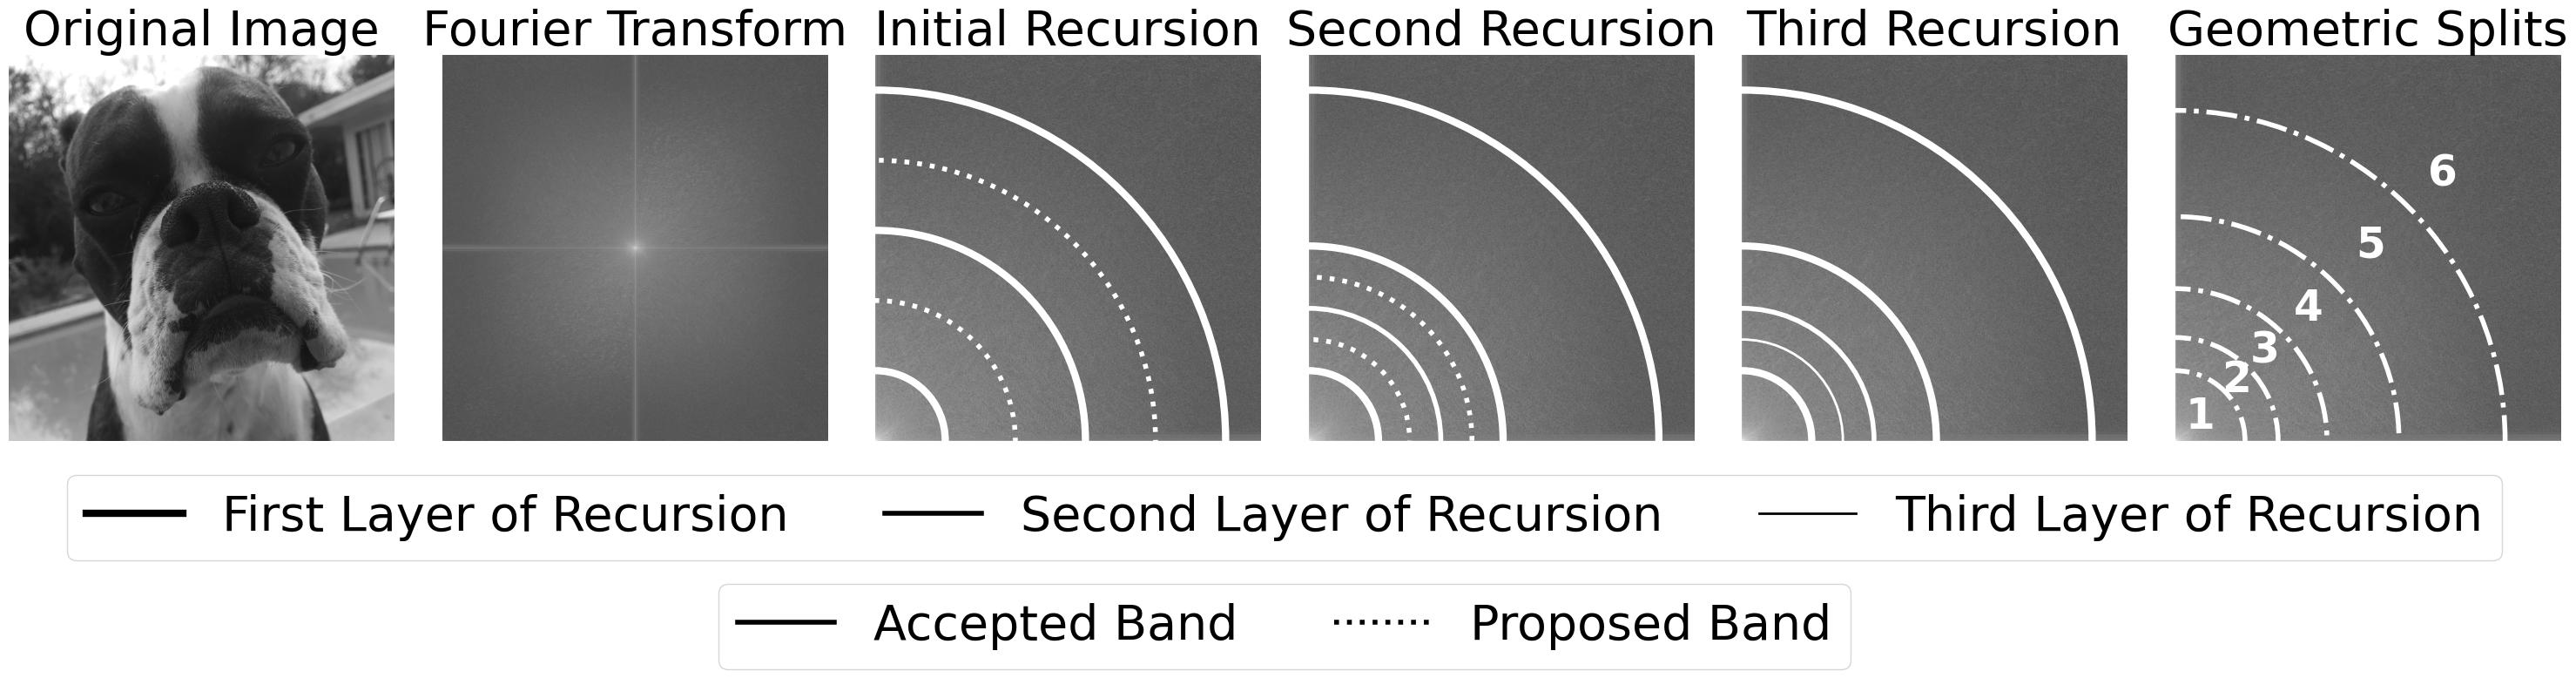 Original Image
Fourier Transform
Initial Recursion
Second Recursion
Third Recursion
Geometric Splits
6
5
4
3
2
1
First Layer of Recursion
Second Layer of Recursion
Third Layer of Recursion
Accepted Band
Proposed Band